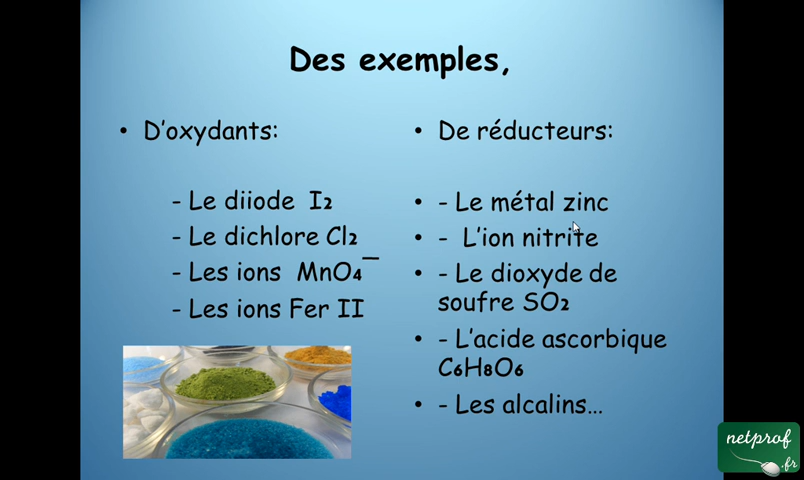 Des exemples,
• D'oxydants:
- Le diiode I₂
- Le dichlore Cl₂
- Les ions MnO₄⁻
- Les ions Fer II
• De réducteurs:
• - Le métal zinc
• - L'ion nitrite
• - Le dioxyde de
soufre SO₂
• - L'acide ascorbique
C₆H₈O₆
• - Les alcalins...
netprof
.fr